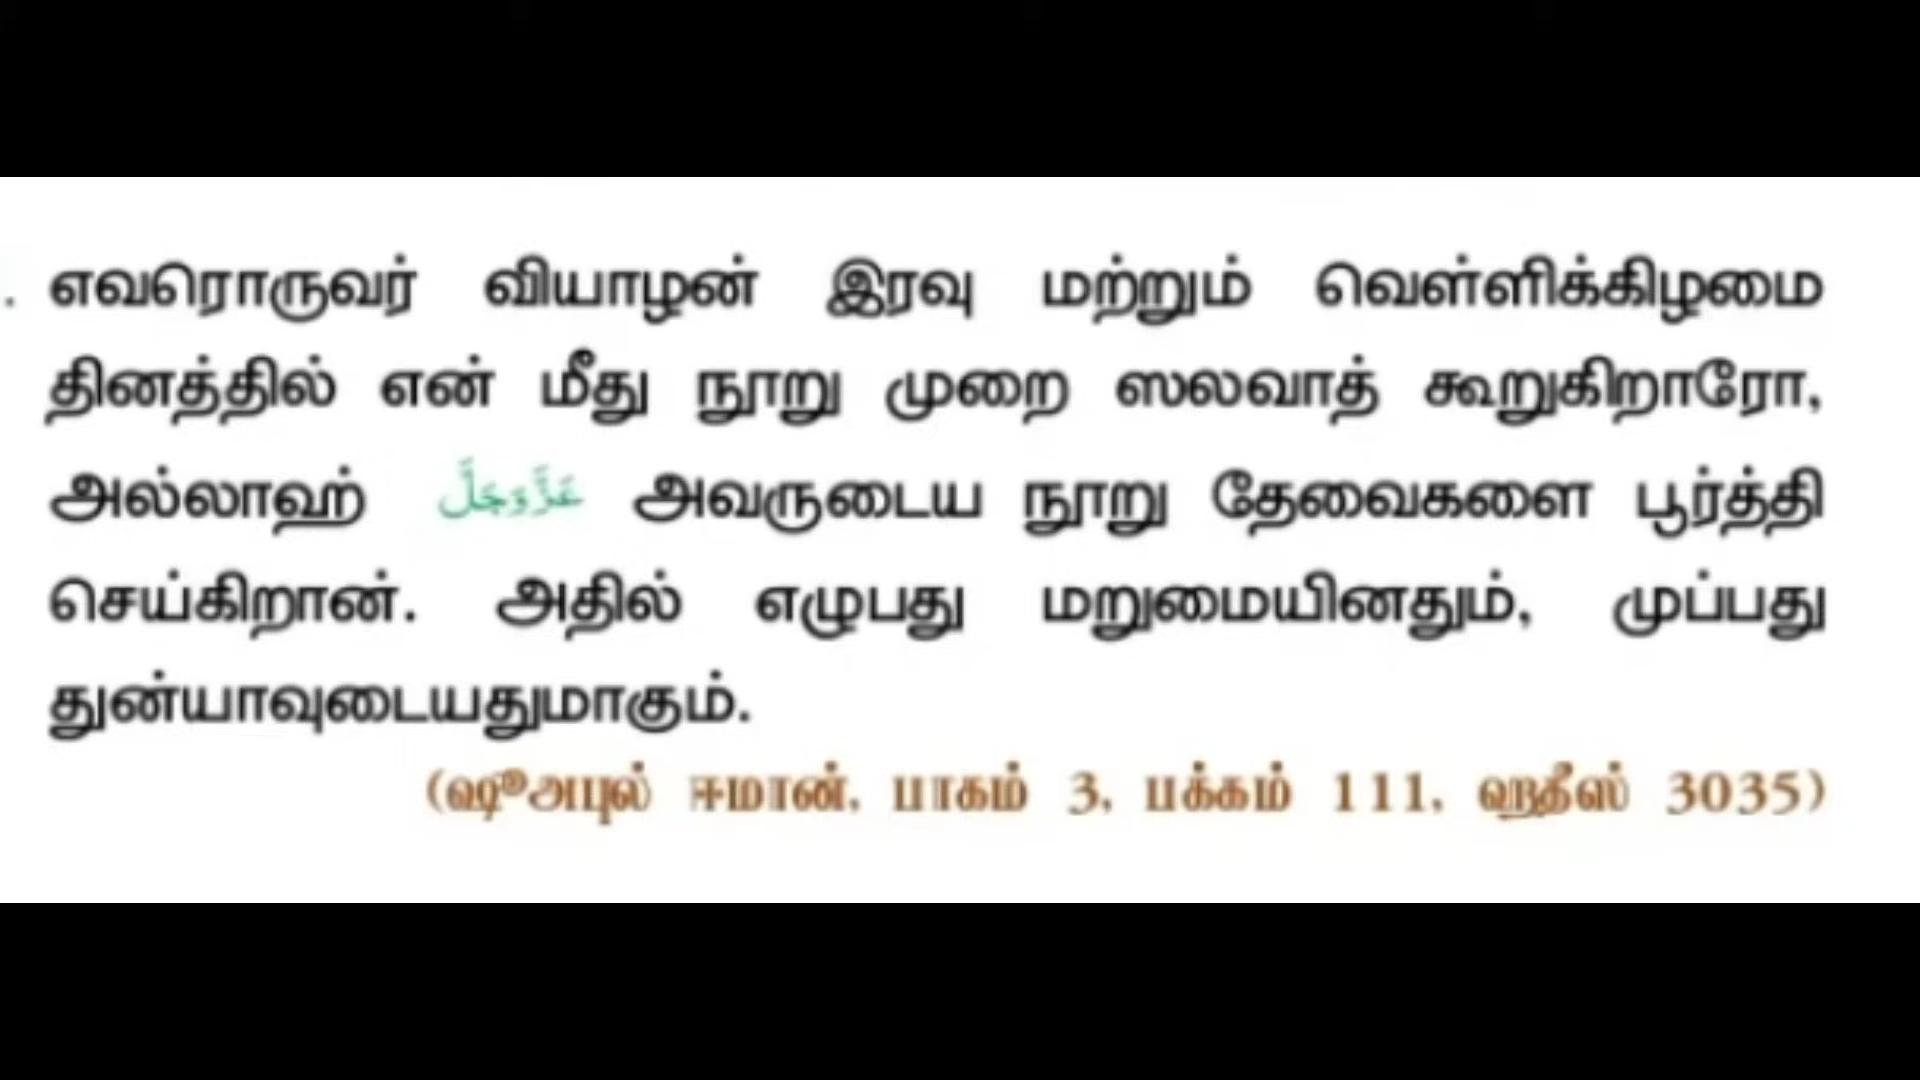 . எவரொருவர் வியாழன் இரவு மற்றும் வெள்ளிக்கிழமை
தினத்தில் என் மீது நூறு முறை ஸலவாத் கூறுகிறாரோ,
அல்லாஹ் عَزَّوَجَلَّ அவருடைய நூறு தேவைகளை பூர்த்தி
செய்கிறான். அதில் எழுபது மறுமையினதும், முப்பது
துன்யாவுடையதுமாகும்.
(ஷூஅபுல் ஈமான், பாகம் 3, பக்கம் 111, ஹதீஸ் 3035)